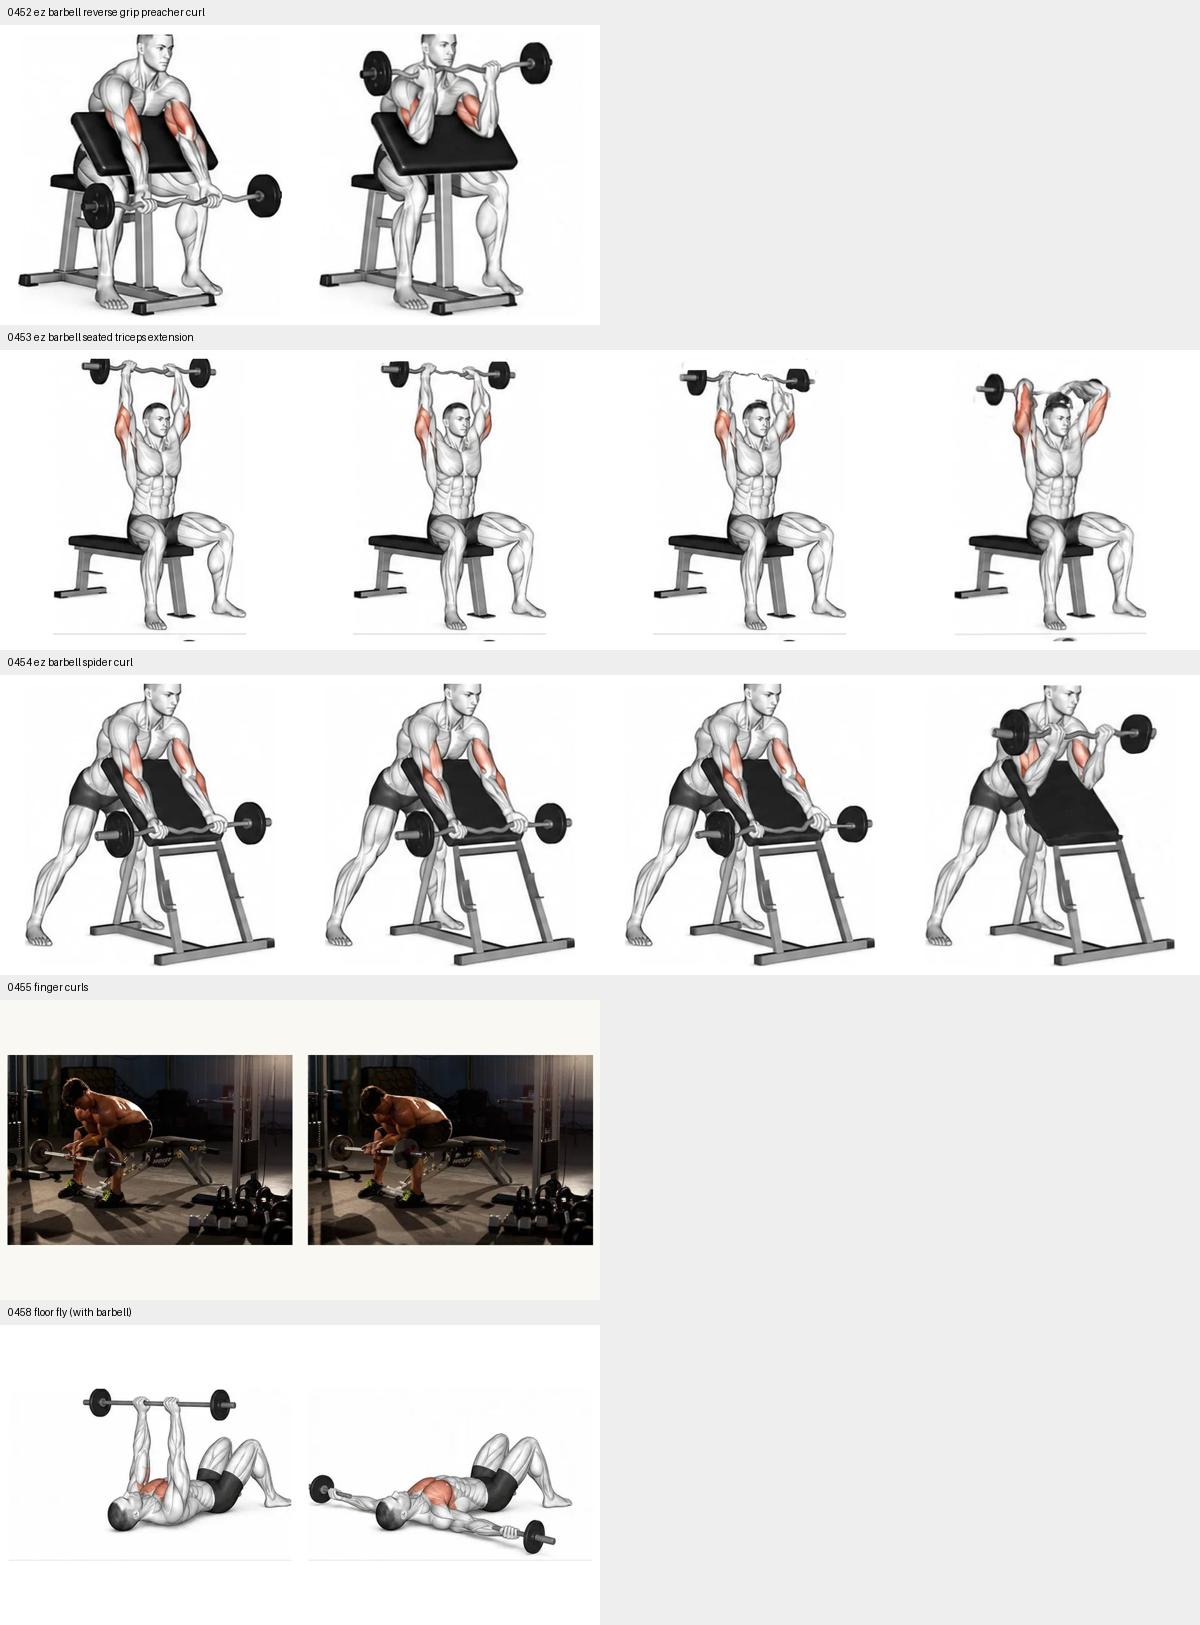 0452 ez barbell reverse grip preacher curl
0453 ez barbell seated triceps extension
0454 ez barbell spider curl
0455 finger curls
0458 floor fly (with barbell)